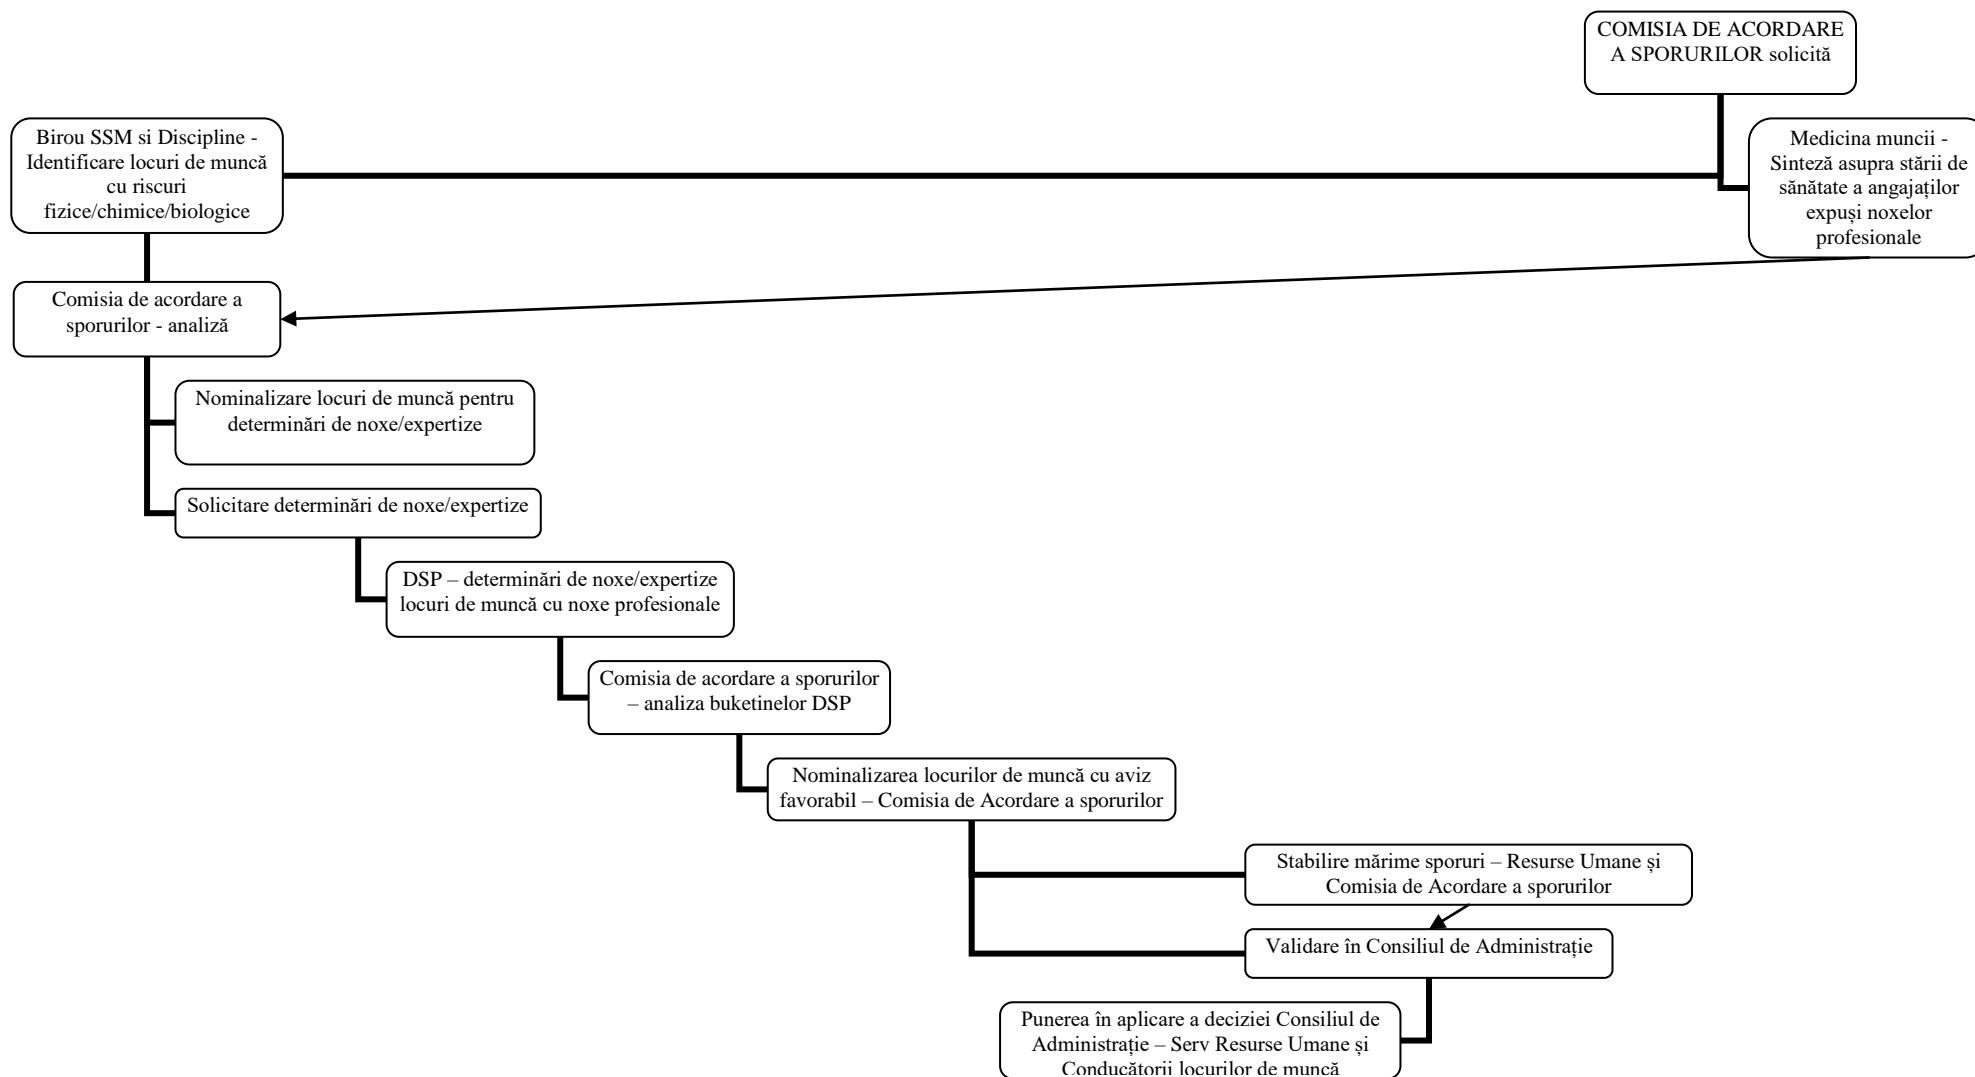 COMISIA DE ACORDARE
A SPORURILOR solicită
Birou SSM si Discipline -
Identificare locuri de muncă
cu riscuri
fizice/chimice/biologice
Medicina muncii -
Sinteză asupra stării de
sănătate a angajaților
expuși noxelor
profesionale
Comisia de acordare a
sporurilor - analiză
Nominalizare locuri de muncă pentru
determinări de noxe/expertize
Solicitare determinări de noxe/expertize
DSP – determinări de noxe/expertize
locuri de muncă cu noxe profesionale
Comisia de acordare a sporurilor
– analiza buketinelor DSP
Nominalizarea locurilor de muncă cu aviz
favorabil – Comisia de Acordare a sporurilor
Stabilire mărime sporuri – Resurse Umane și
Comisia de Acordare a sporurilor
Validare în Consiliul de Administrație
Punerea în aplicare a deciziei Consiliul de
Administrație – Serv Resurse Umane și
Conducătorii locurilor de muncă